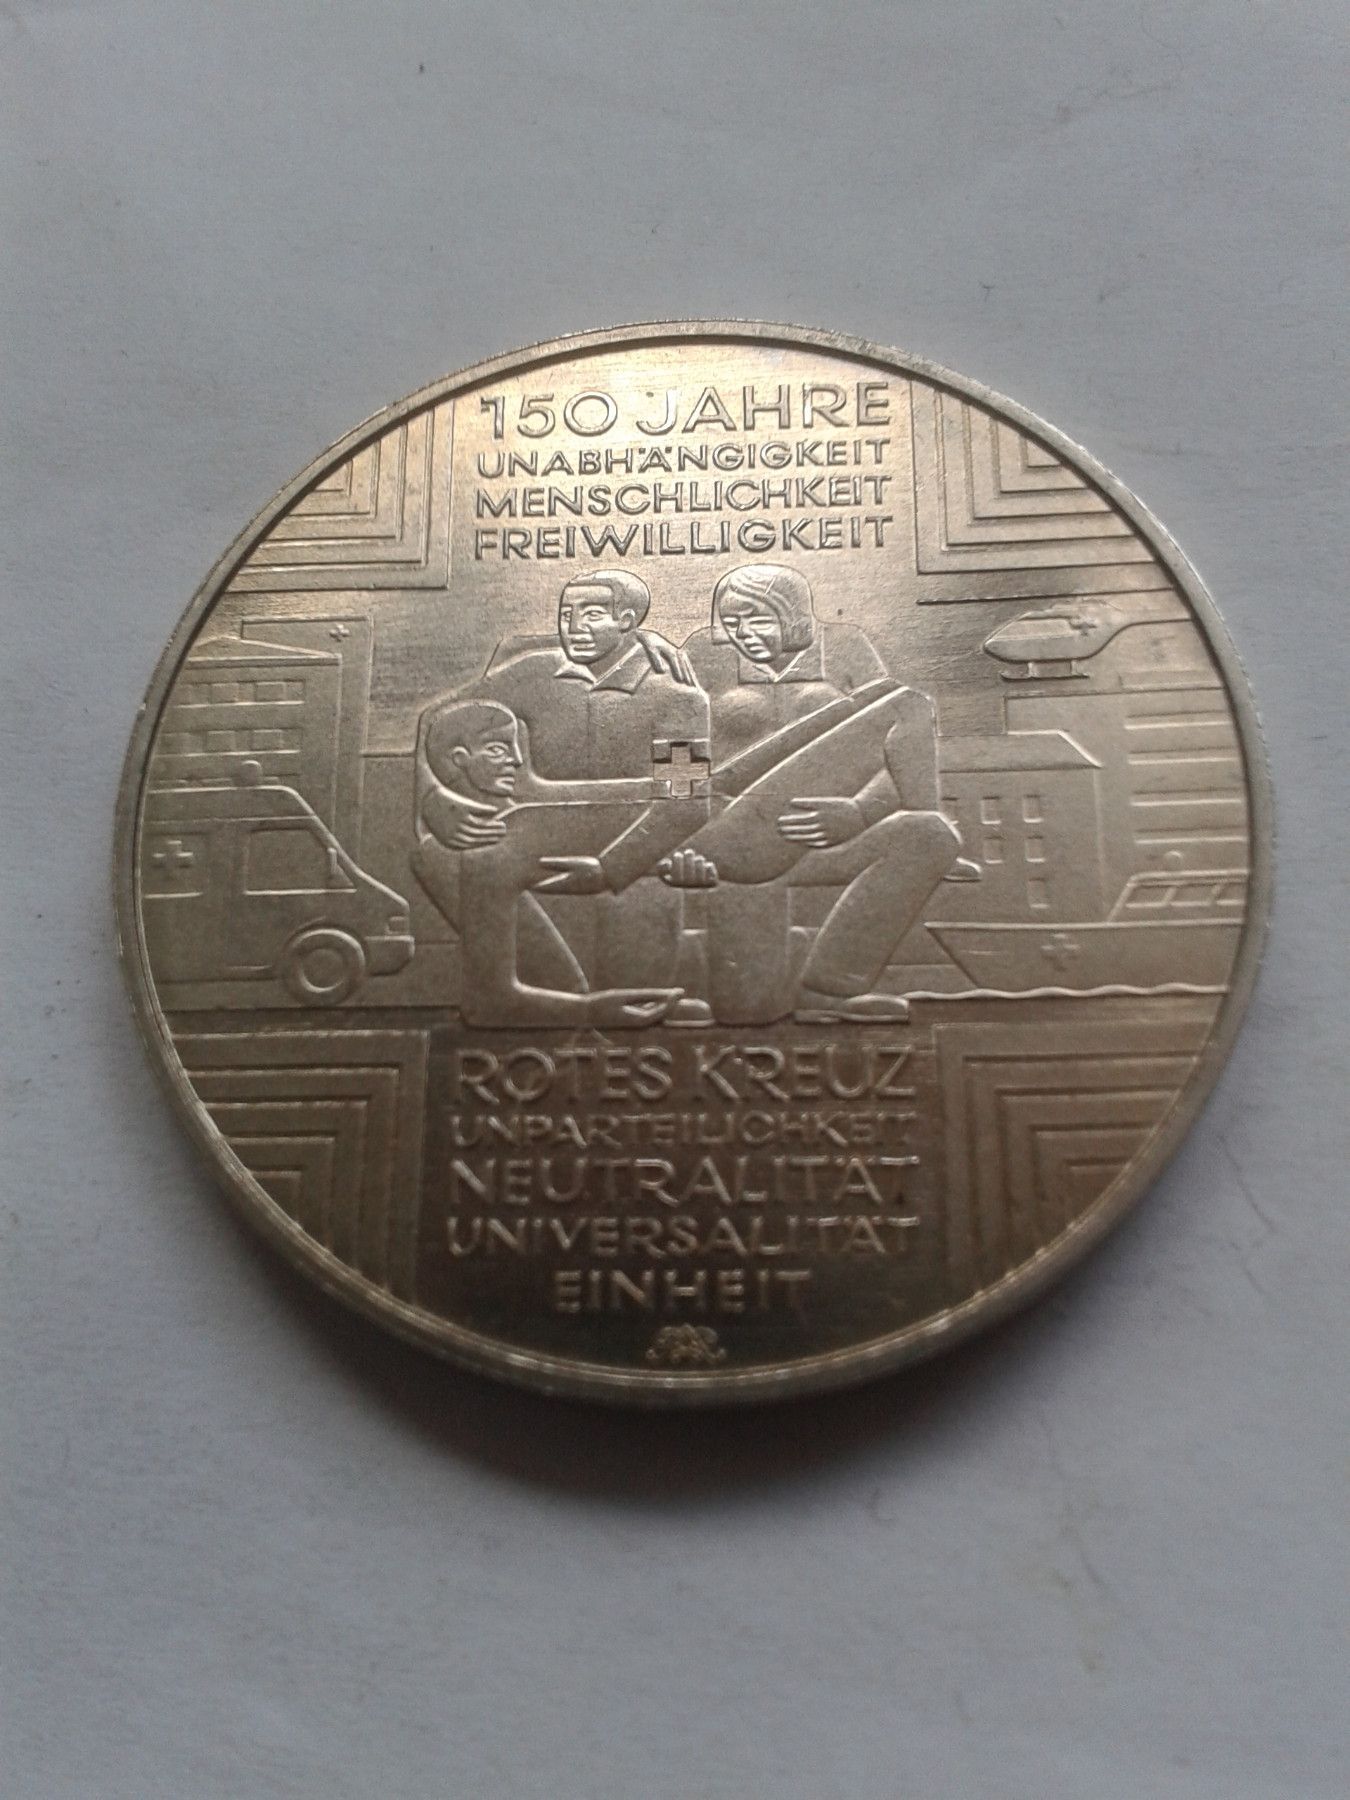 150 JAHRE
UNABHÄNGIGKEIT
MENSCHLICHKEIT
FREIWILLIGKEIT
ROTES KREUZ
UNPARTEILICHKEIT
NEUTRALITÄT
UNIVERSALITÄT
EINHEIT